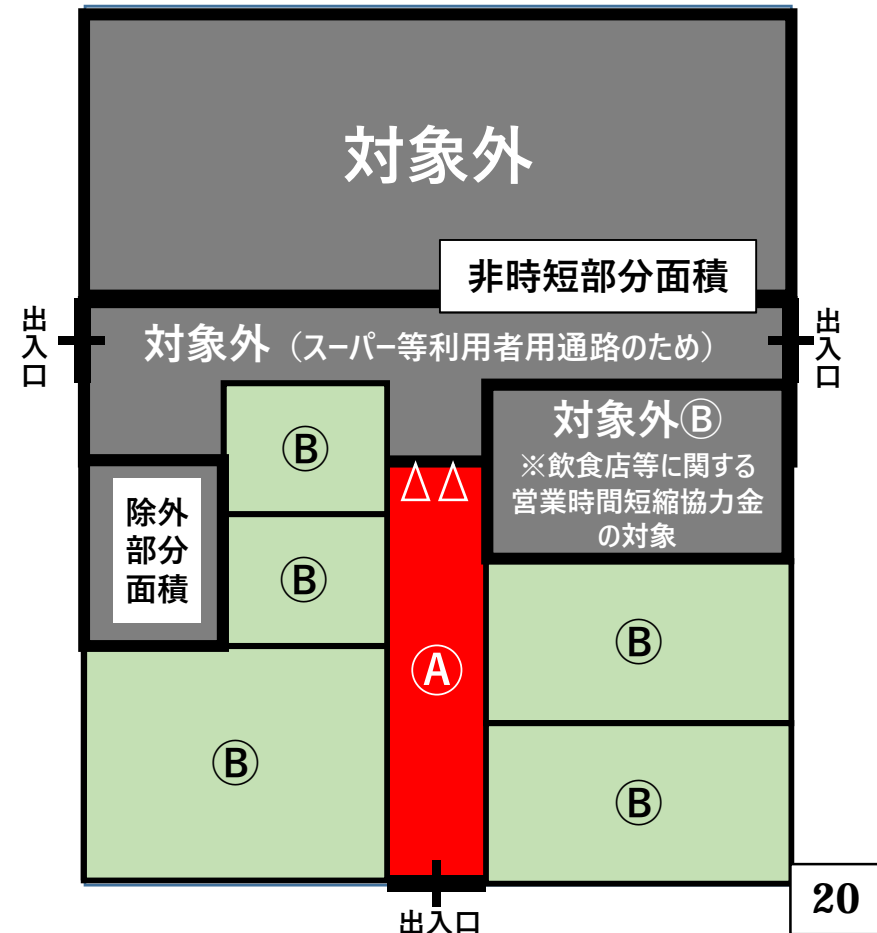 対象外
非時短部分面積
出入口
対象外（スーパー等利用者用通路のため）
出入口
Ⓑ
対象外Ⓑ
※飲食店等に関する
営業時間短縮協力金
の対象
除外
部分
面積
Ⓑ
Ⓐ
Ⓑ
Ⓑ
Ⓑ
出入口
20